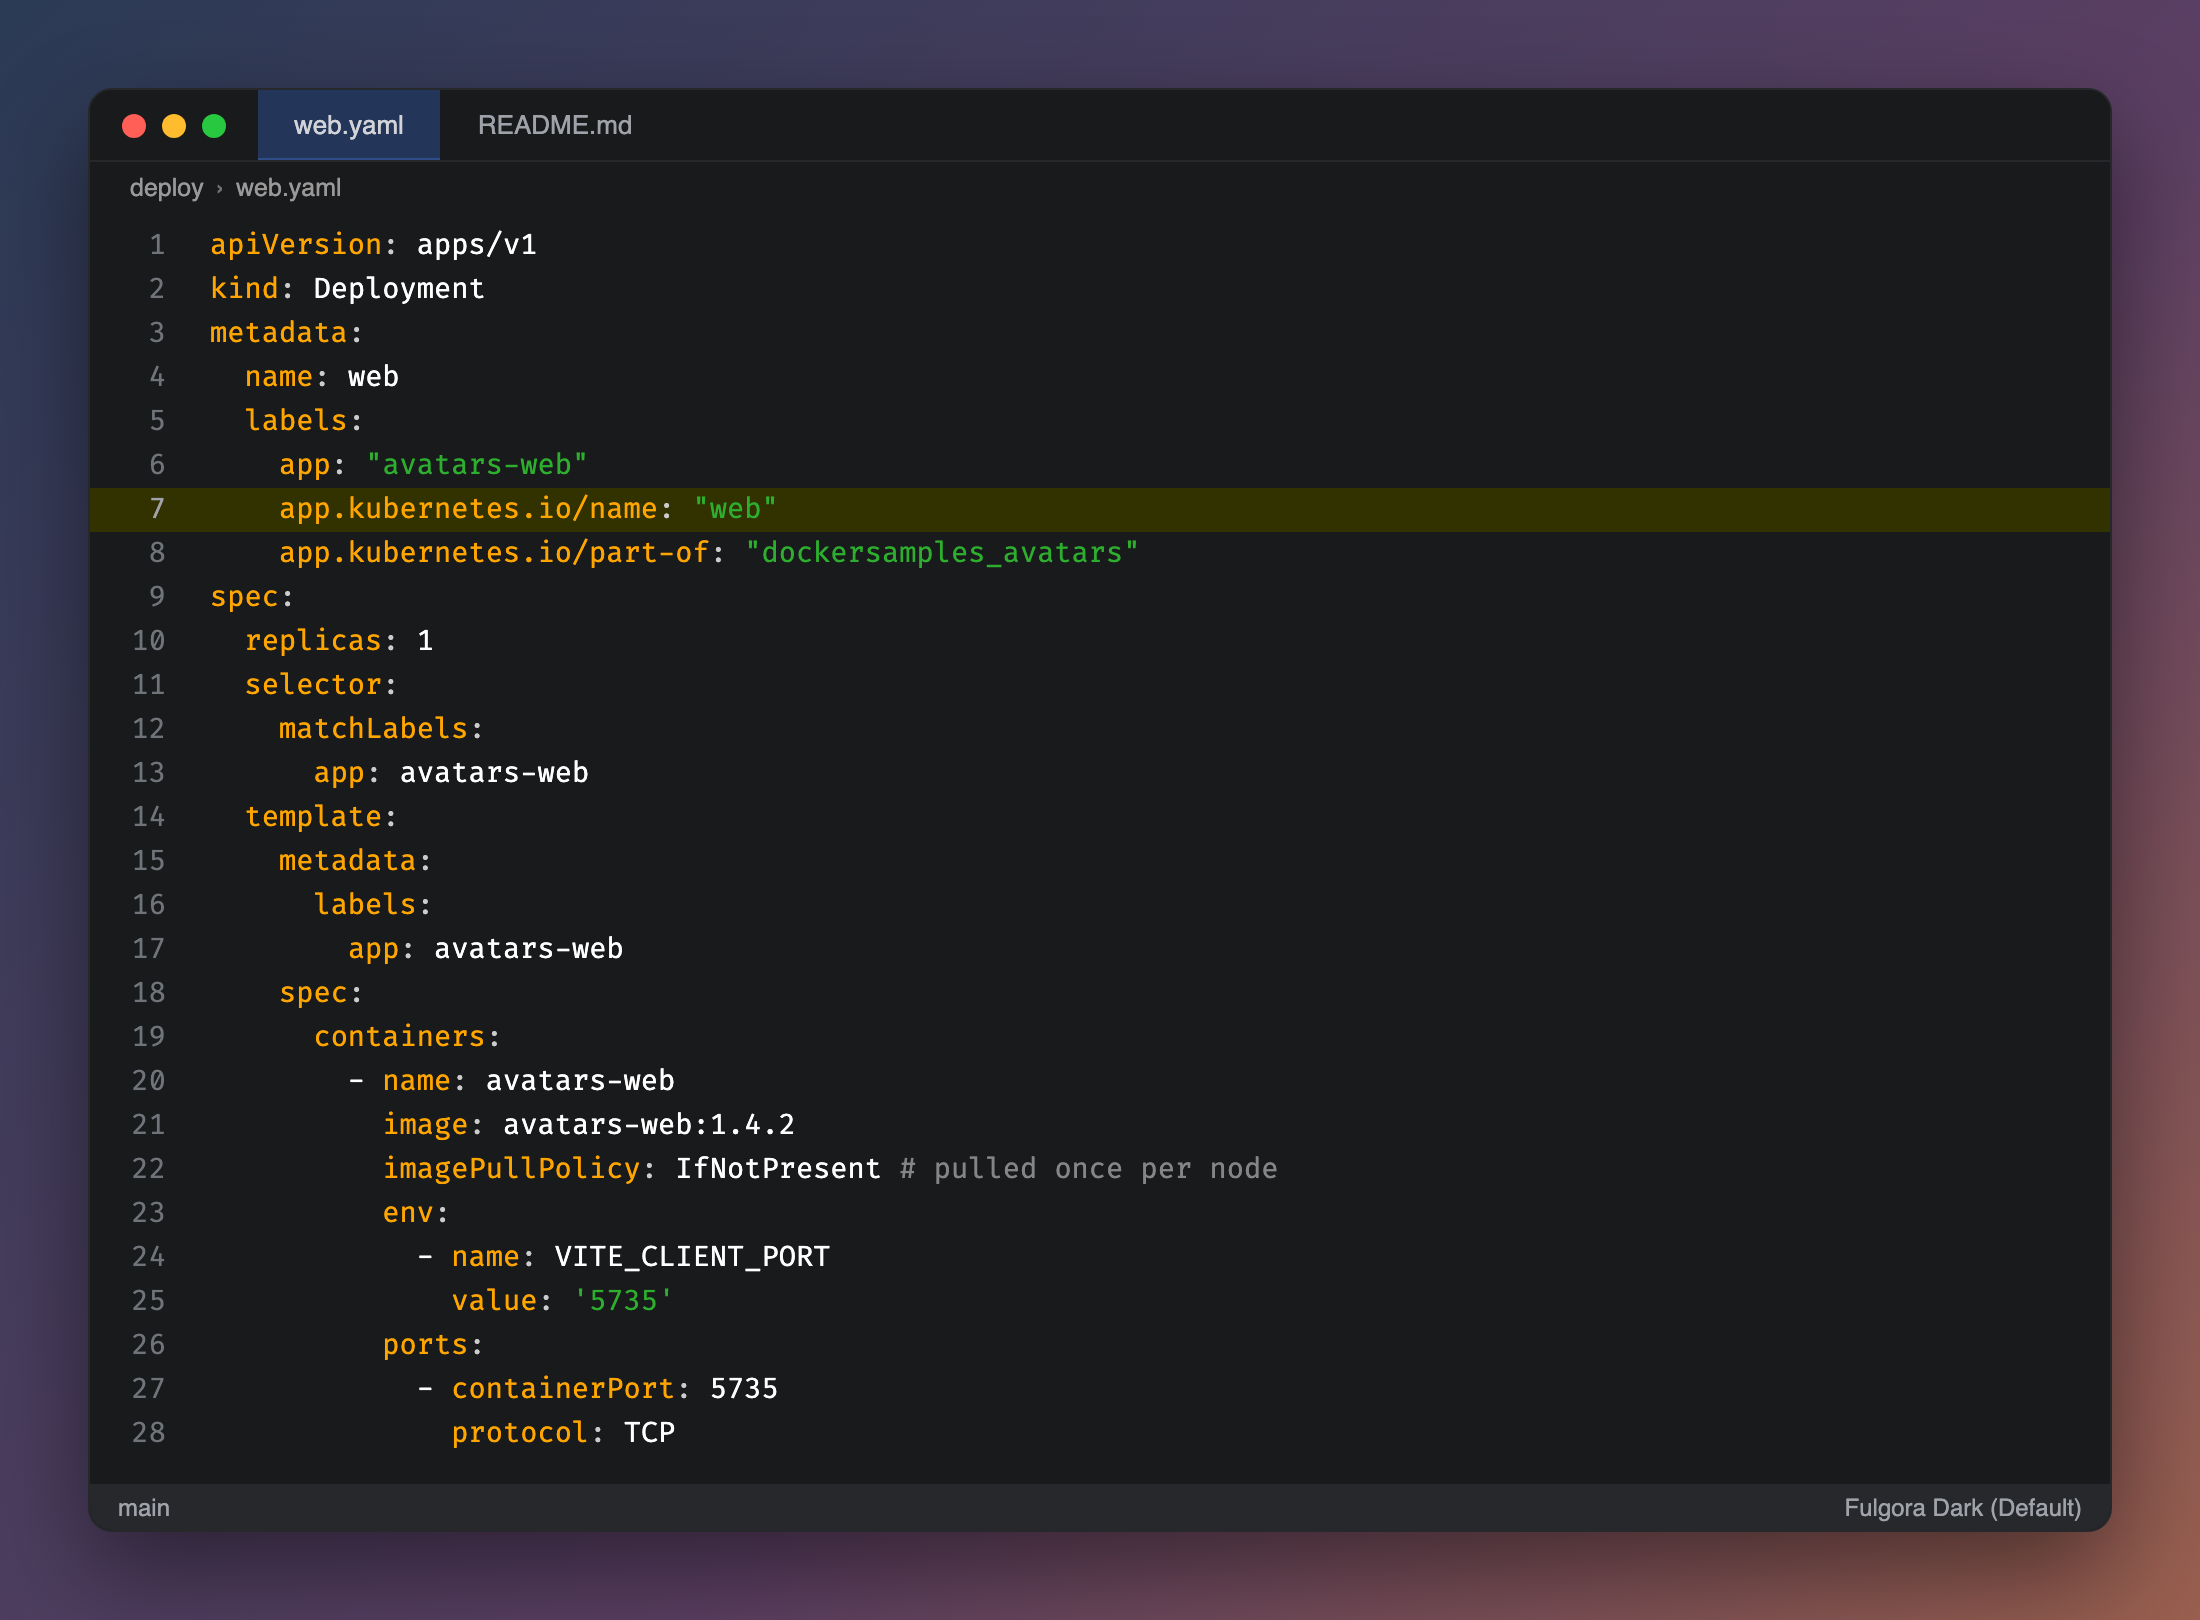 web.yaml README.md
deploy › web.yaml
1 apiVersion: apps/v1
2 kind: Deployment
3 metadata:
4   name: web
5   labels:
6     app: "avatars-web"
7     app.kubernetes.io/name: "web"
8     app.kubernetes.io/part-of: "dockersamples_avatars"
9 spec:
10   replicas: 1
11   selector:
12     matchLabels:
13       app: avatars-web
14   template:
15     metadata:
16       labels:
17         app: avatars-web
18     spec:
19       containers:
20         - name: avatars-web
21           image: avatars-web:1.4.2
22           imagePullPolicy: IfNotPresent # pulled once per node
23           env:
24             - name: VITE_CLIENT_PORT
25               value: '5735'
26           ports:
27             - containerPort: 5735
28               protocol: TCP
main Fulgora Dark (Default)